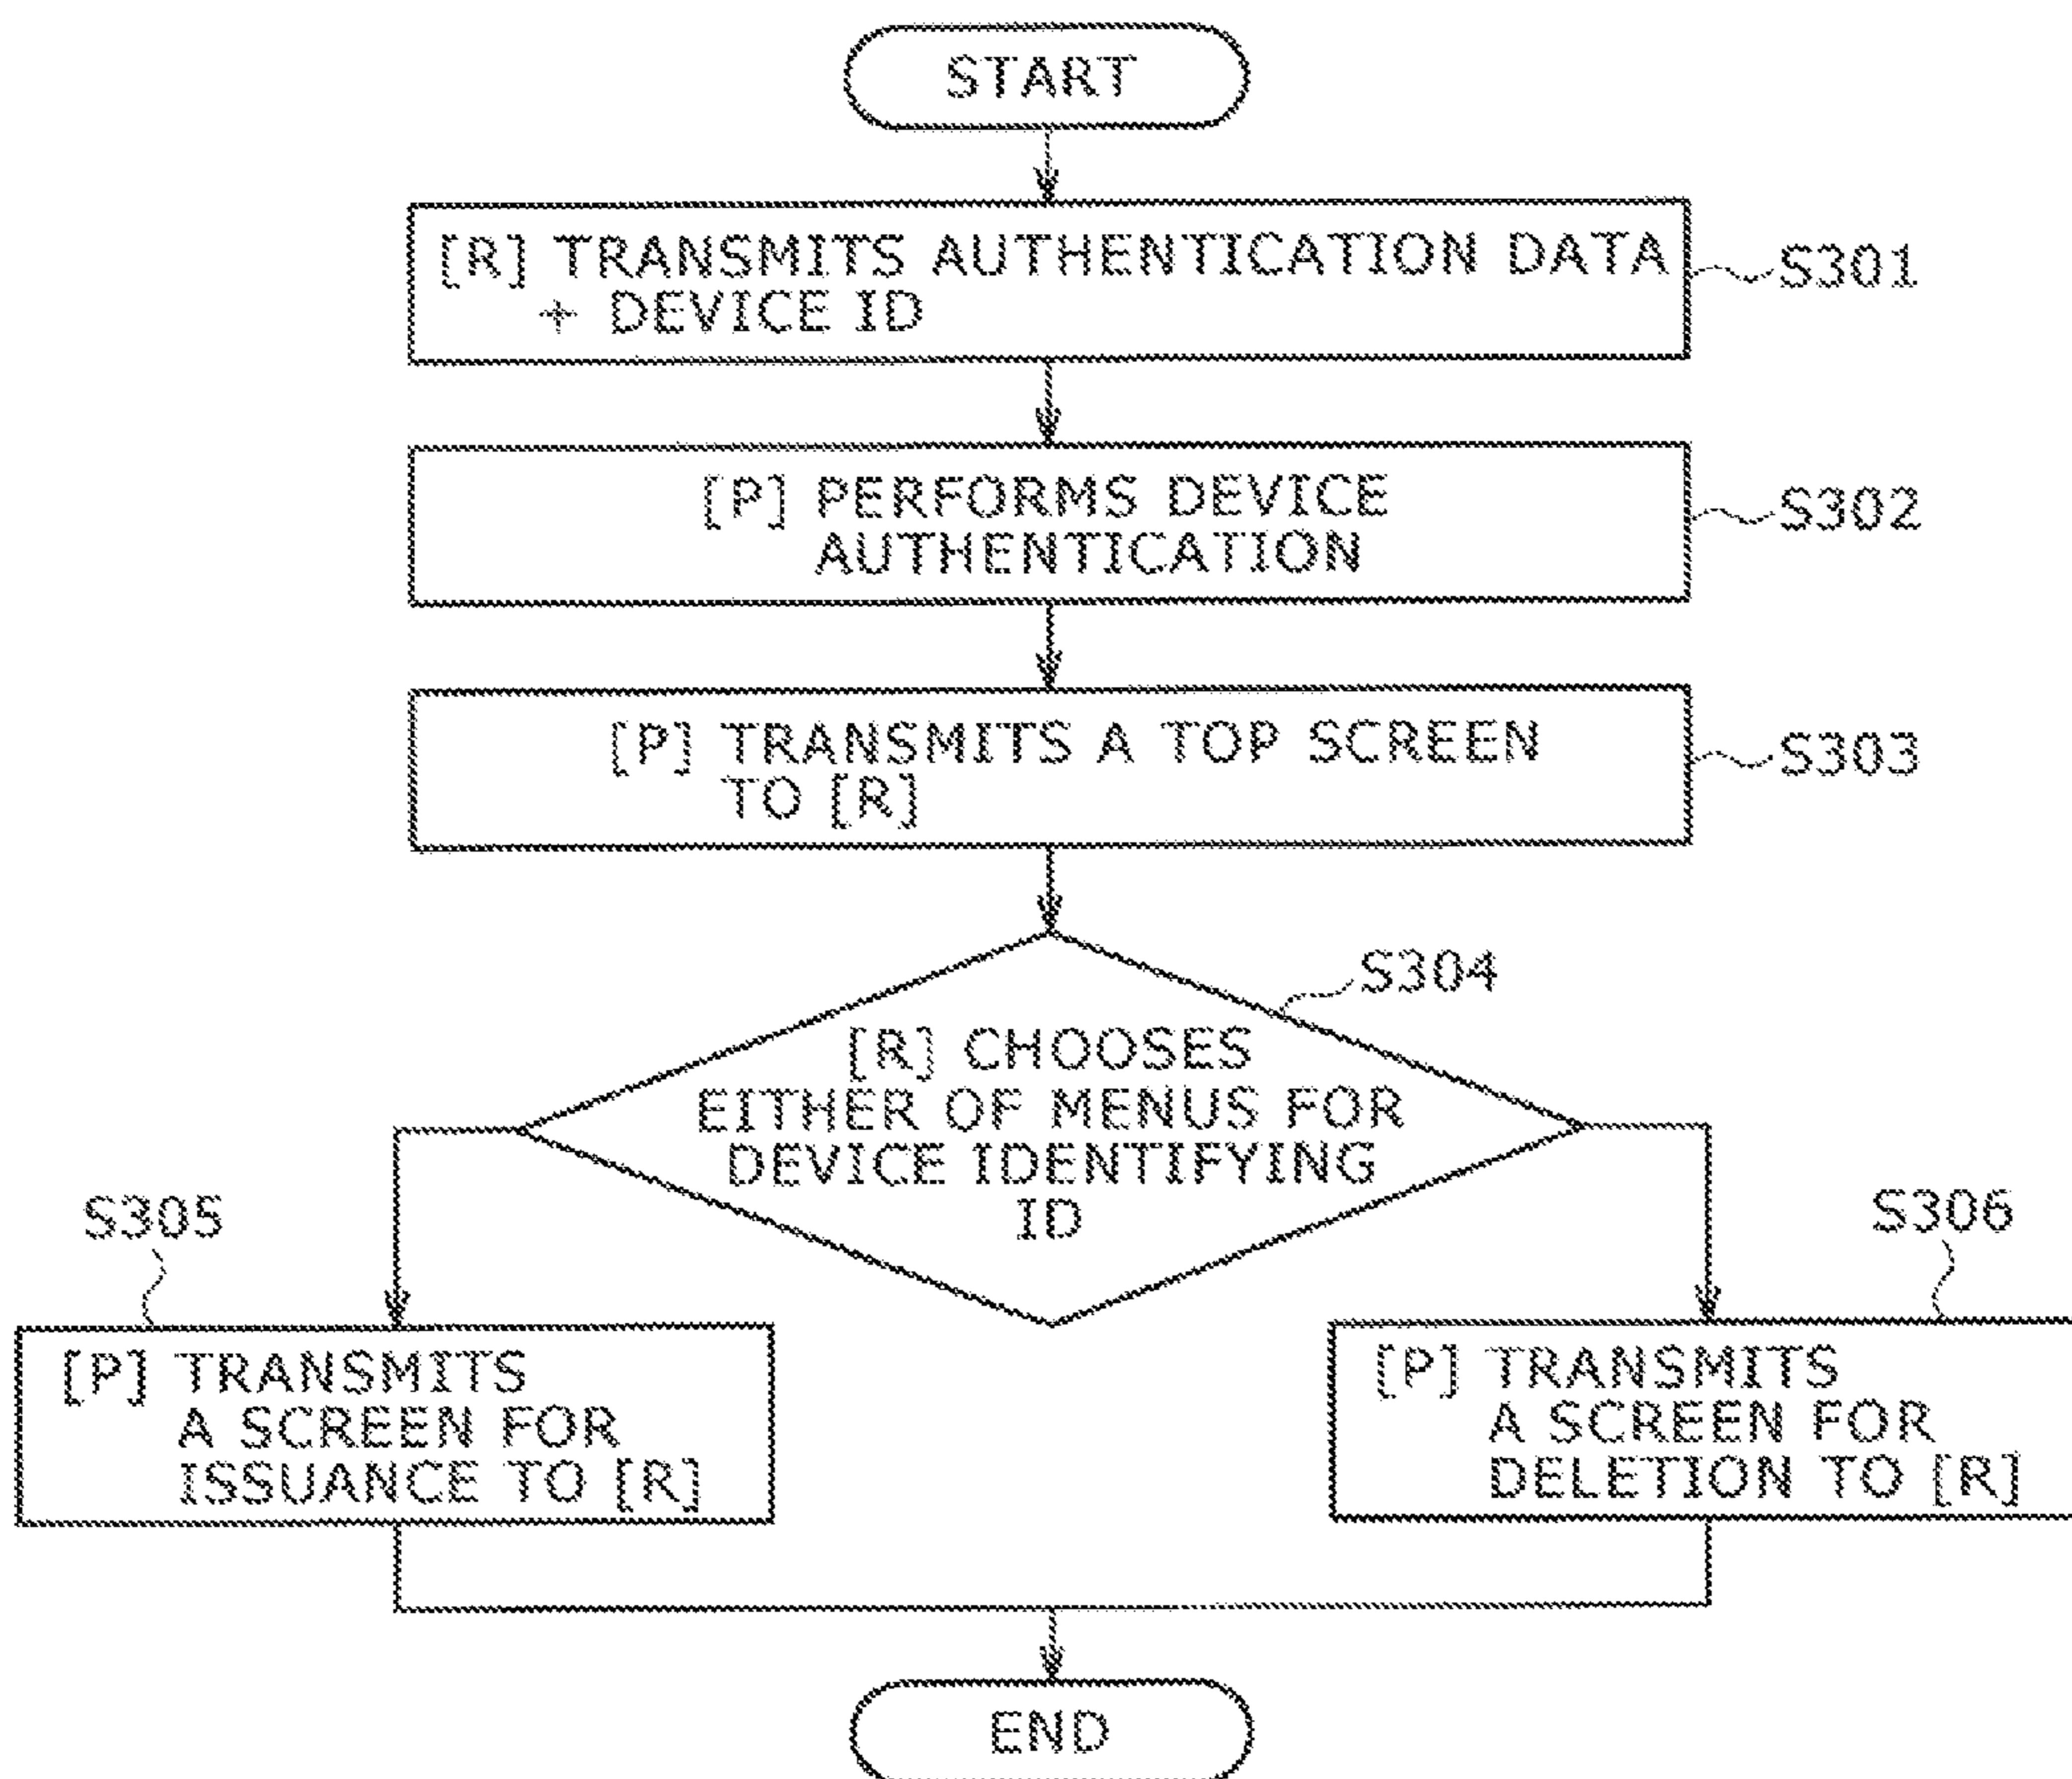 START
[R] TRANSMITS AUTHENTICATION DATA
+ DEVICE ID
S301
[P] PERFORMS DEVICE
AUTHENTICATION
S302
[P] TRANSMITS A TOP SCREEN
TO [R]
S303
S304
[R] CHOOSES
EITHER OF MENUS FOR
DEVICE IDENTIFYING
ID
S305
[P] TRANSMITS
A SCREEN FOR
ISSUANCE TO [R]
S306
[P] TRANSMITS
A SCREEN FOR
DELETION TO [R]
END